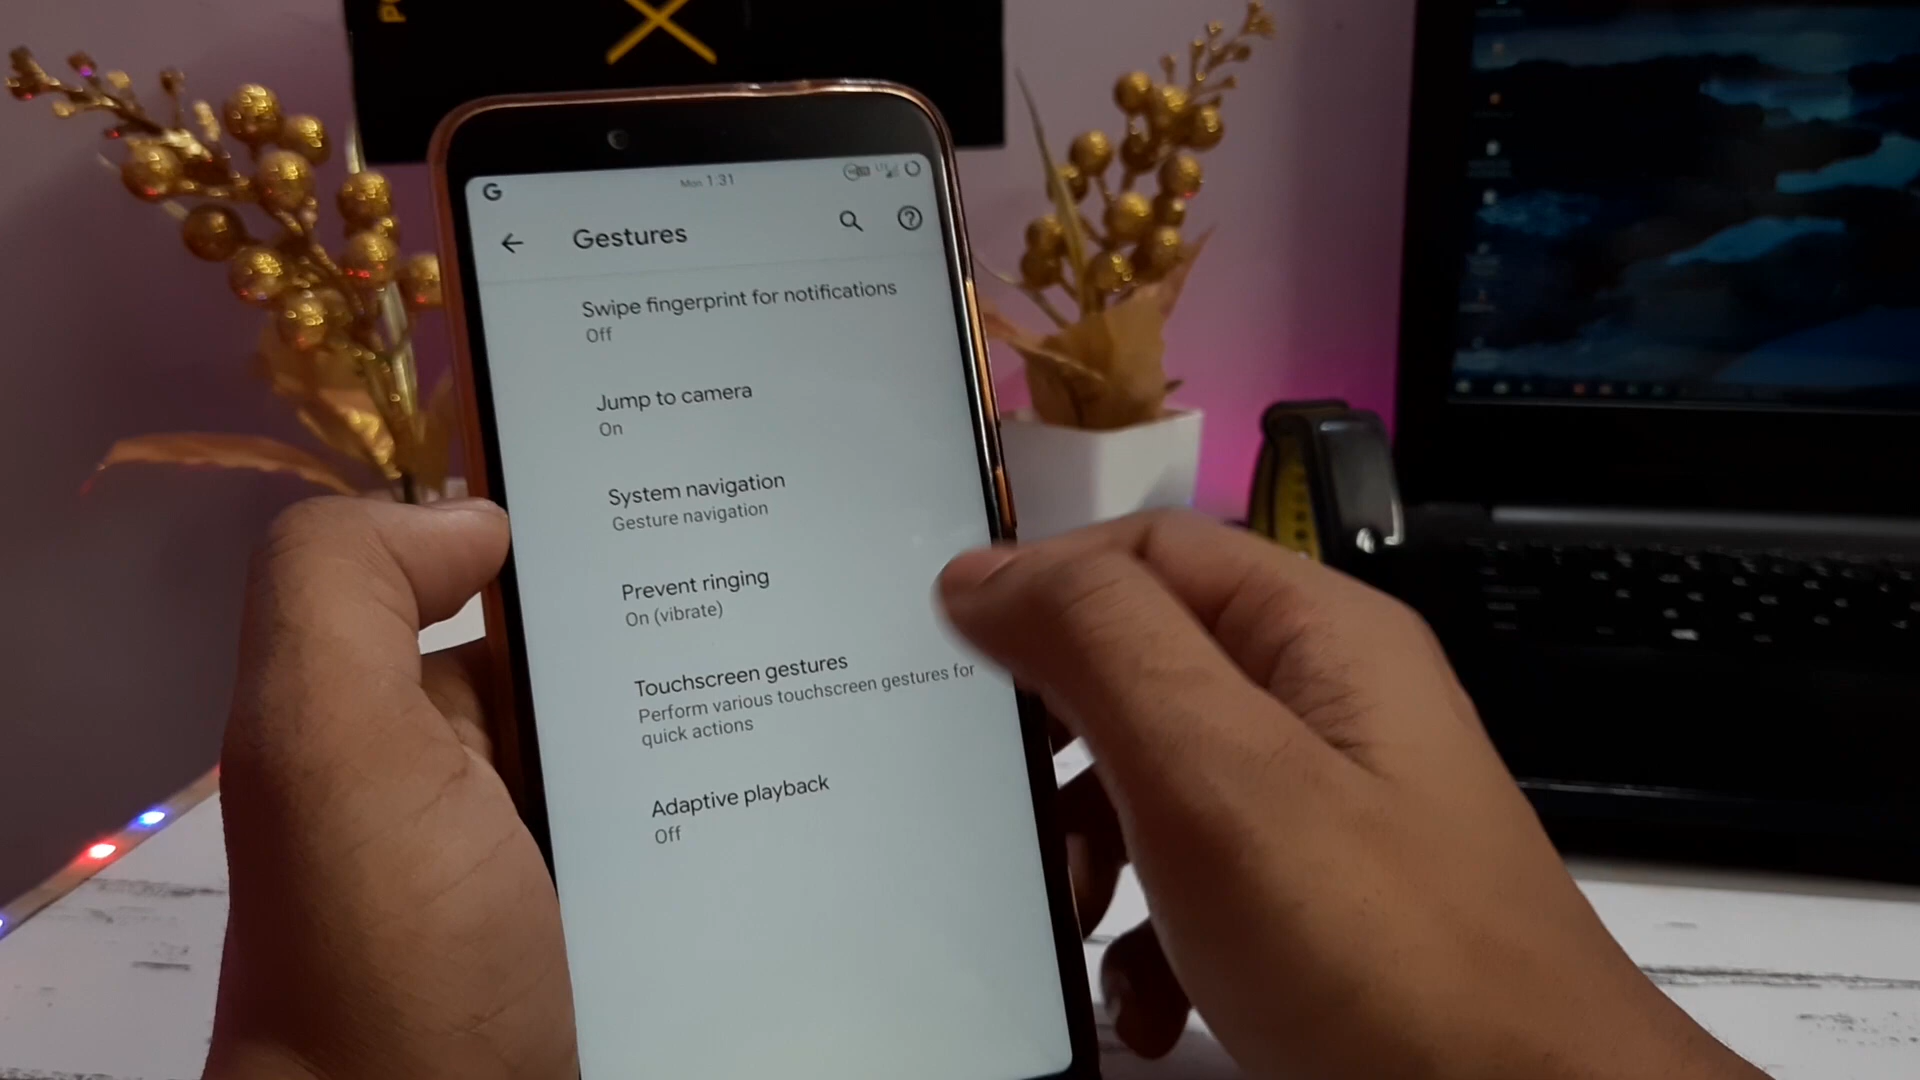 G
Mon 1:31
Gestures
Swipe fingerprint for notifications
Off
Jump to camera
On
System navigation
Gesture navigation
Prevent ringing
On (vibrate)
Touchscreen gestures
Perform various touchscreen gestures for
quick actions
Adaptive playback
Off